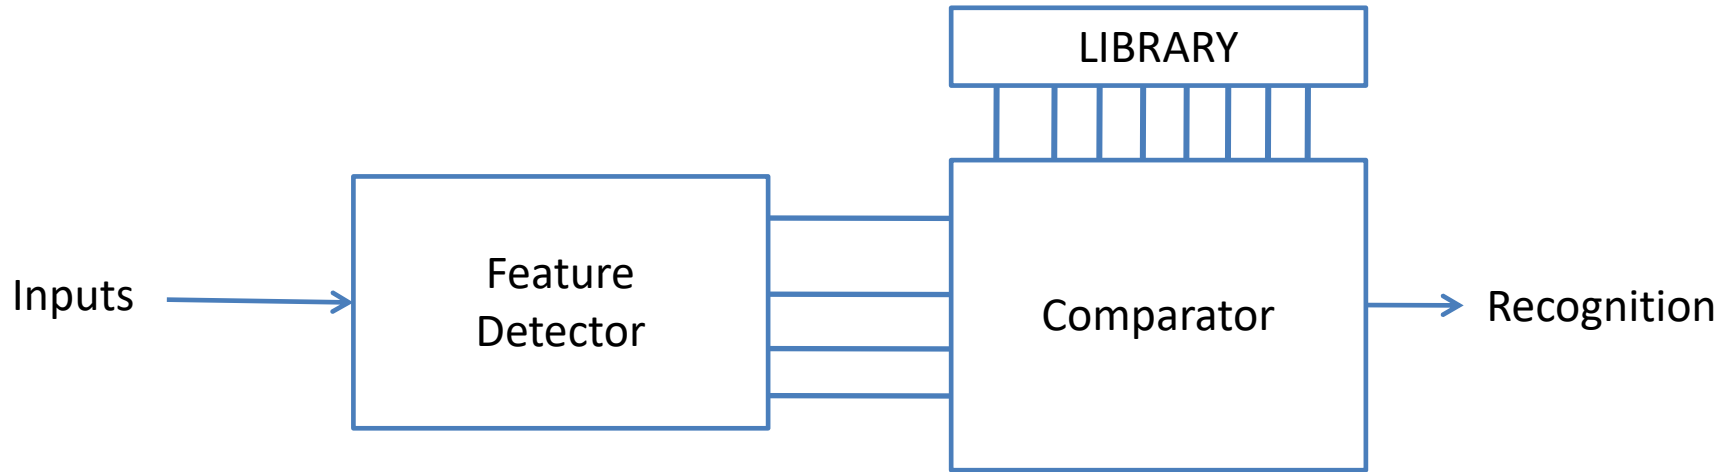 LIBRARY
Feature
Detector
Inputs
Comparator
Recognition